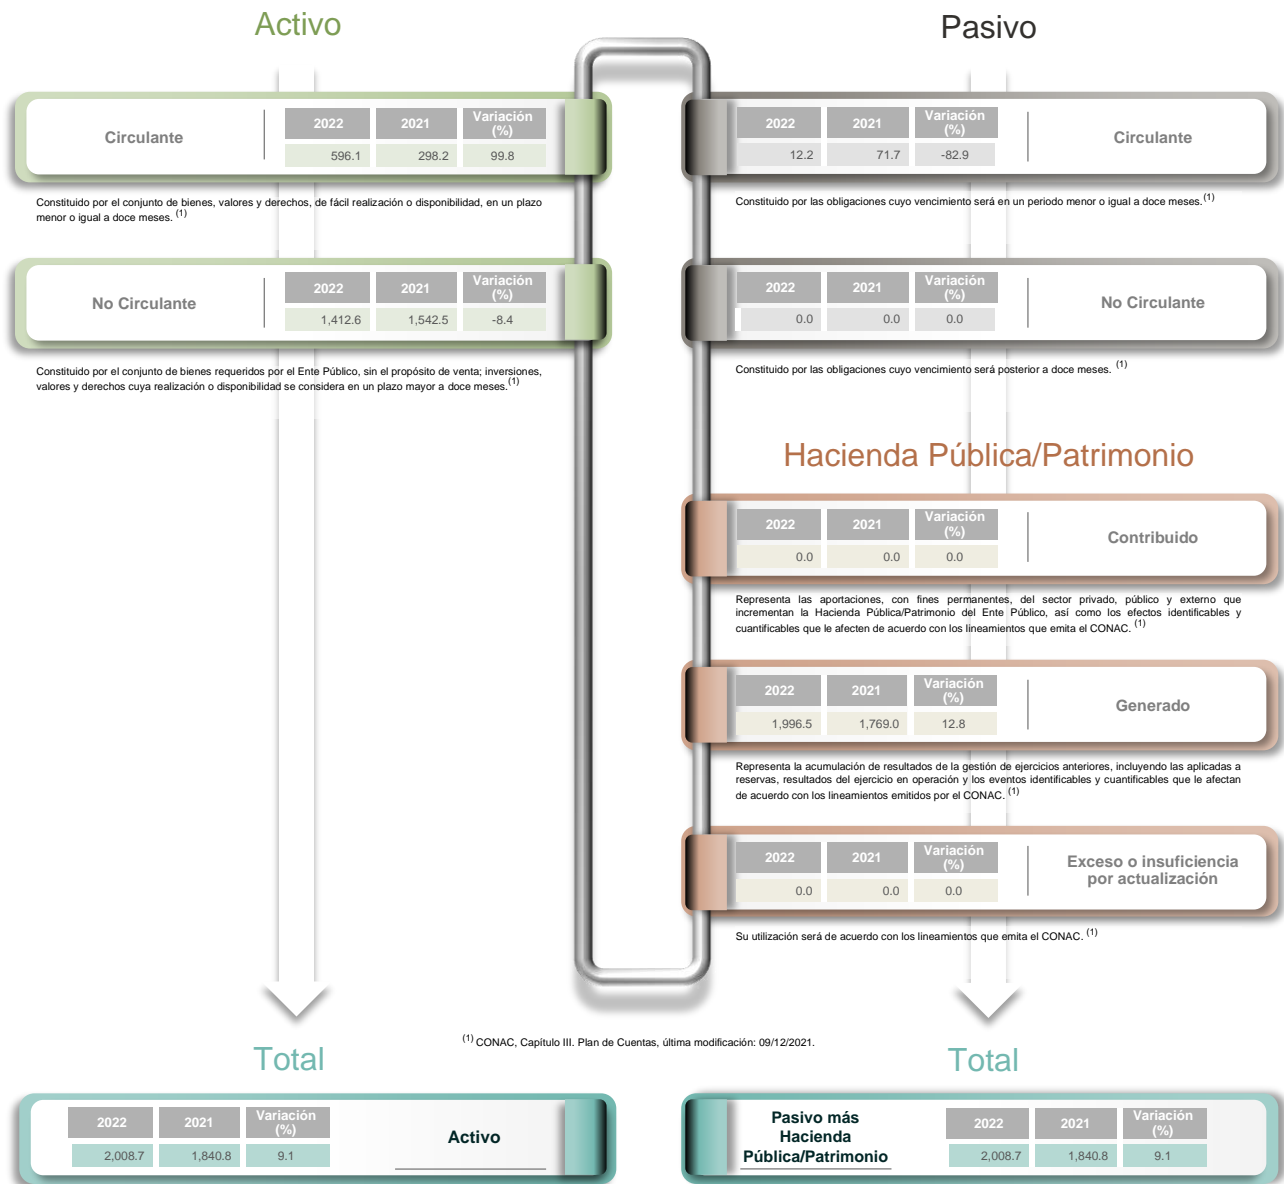 Activo
Circulante
2022 2021 Variación (%)
596.1 298.2 99.8
Constituido por el conjunto de bienes, valores y derechos, de fácil realización o disponibilidad, en un plazo
menor o igual a doce meses. (1)
No Circulante
2022 2021 Variación (%)
1,412.6 1,542.5 -8.4
Constituido por el conjunto de bienes requeridos por el Ente Público, sin el propósito de venta; inversiones,
valores y derechos cuya realización o disponibilidad se considera en un plazo mayor a doce meses. (1)
Pasivo
2022 2021 Variación (%)
12.2 71.7 -82.9
Circulante
Constituido por las obligaciones cuyo vencimiento será en un periodo menor o igual a doce meses. (1)
2022 2021 Variación (%)
0.0 0.0 0.0
No Circulante
Constituido por las obligaciones cuyo vencimiento será posterior a doce meses. (1)
Hacienda Pública/Patrimonio
2022 2021 Variación (%)
0.0 0.0 0.0
Contribuido
Representa las aportaciones, con fines permanentes, del sector privado, público y externo que
incrementan la Hacienda Pública/Patrimonio del Ente Público, así como los efectos identificables y
cuantificables que le afecten de acuerdo con los lineamientos que emita el CONAC. (1)
2022 2021 Variación (%)
1,996.5 1,769.0 12.8
Generado
Representa la acumulación de resultados de la gestión de ejercicios anteriores, incluyendo las aplicadas a
reservas, resultados del ejercicio en operación y los eventos identificables y cuantificables que le afectan
de acuerdo con los lineamientos emitidos por el CONAC. (1)
2022 2021 Variación (%)
0.0 0.0 0.0
Exceso o insuficiencia
por actualización
Su utilización será de acuerdo con los lineamientos que emita el CONAC. (1)
(1) CONAC, Capítulo III. Plan de Cuentas, última modificación: 09/12/2021.
Total
2022 2021 Variación (%)
2,008.7 1,840.8 9.1
Activo
Total
Pasivo más
Hacienda
Pública/Patrimonio
2022 2021 Variación (%)
2,008.7 1,840.8 9.1